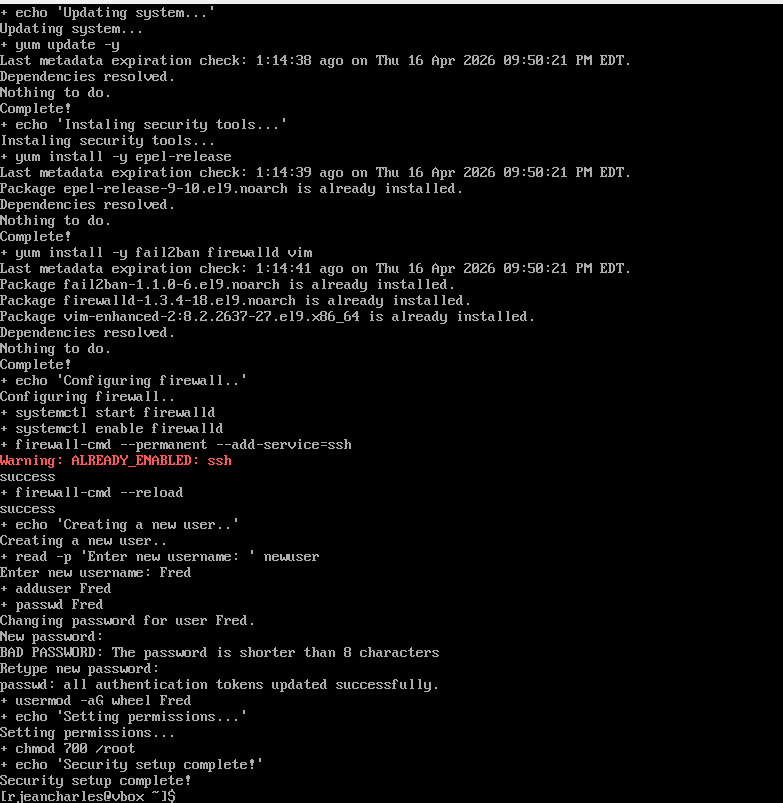 + echo 'Updating system...'
Updating system...
+ yum update -y
Last metadata expiration check: 1:14:38 ago on Thu 16 Apr 2026 09:50:21 PM EDT.
Dependencies resolved.
Nothing to do.
Complete!
+ echo 'Instaling security tools...'
Instaling security tools...
+ yum install -y epel-release
Last metadata expiration check: 1:14:39 ago on Thu 16 Apr 2026 09:50:21 PM EDT.
Package epel-release-9-10.el9.noarch is already installed.
Dependencies resolved.
Nothing to do.
Complete!
+ yum install -y fail2ban firewalld vim
Last metadata expiration check: 1:14:41 ago on Thu 16 Apr 2026 09:50:21 PM EDT.
Package fail2ban-1.1.0-6.el9.noarch is already installed.
Package firewalld-1.3.4-18.el9.noarch is already installed.
Package vim-enhanced-2:8.2.2637-27.el9.x86_64 is already installed.
Dependencies resolved.
Nothing to do.
Complete!
+ echo 'Configuring firewall..'
Configuring firewall..
+ systemctl start firewalld
+ systemctl enable firewalld
+ firewall-cmd --permanent --add-service=ssh
Warning: ALREADY_ENABLED: ssh
success
+ firewall-cmd --reload
success
+ echo 'Creating a new user..'
Creating a new user..
+ read -p 'Enter new username: ' newuser
Enter new username: Fred
+ adduser Fred
+ passwd Fred
Changing password for user Fred.
New password:
BAD PASSWORD: The password is shorter than 8 characters
Retype new password:
passwd: all authentication tokens updated successfully.
+ usermod -aG wheel Fred
+ echo 'Setting permissions...'
Setting permissions...
+ chmod 700 /root
+ echo 'Security setup complete!'
Security setup complete!
[rjeancharles@vbox ~]$